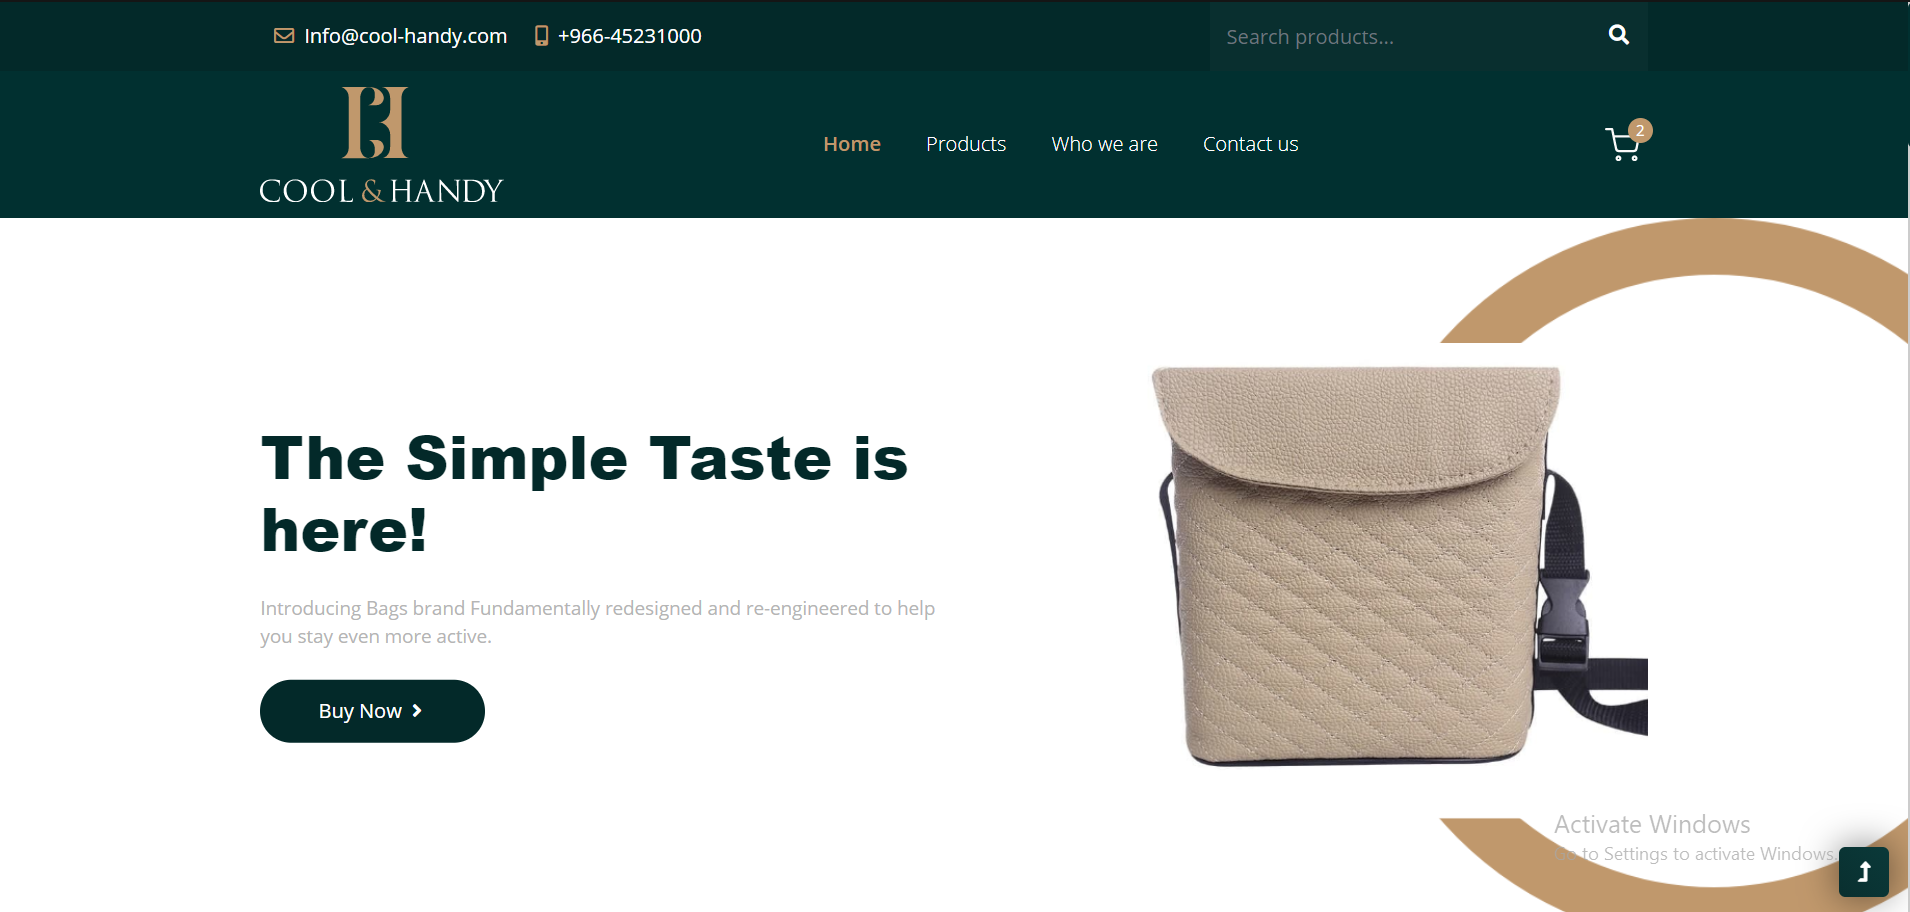 Info@cool-handy.com +966-45231000 Search products...
COOL & HANDY
Home Products Who we are Contact us
2
The Simple Taste is
here!
Introducing Bags brand Fundamentally redesigned and re-engineered to help
you stay even more active.
Buy Now
Activate Windows
Go to Settings to activate Windows.